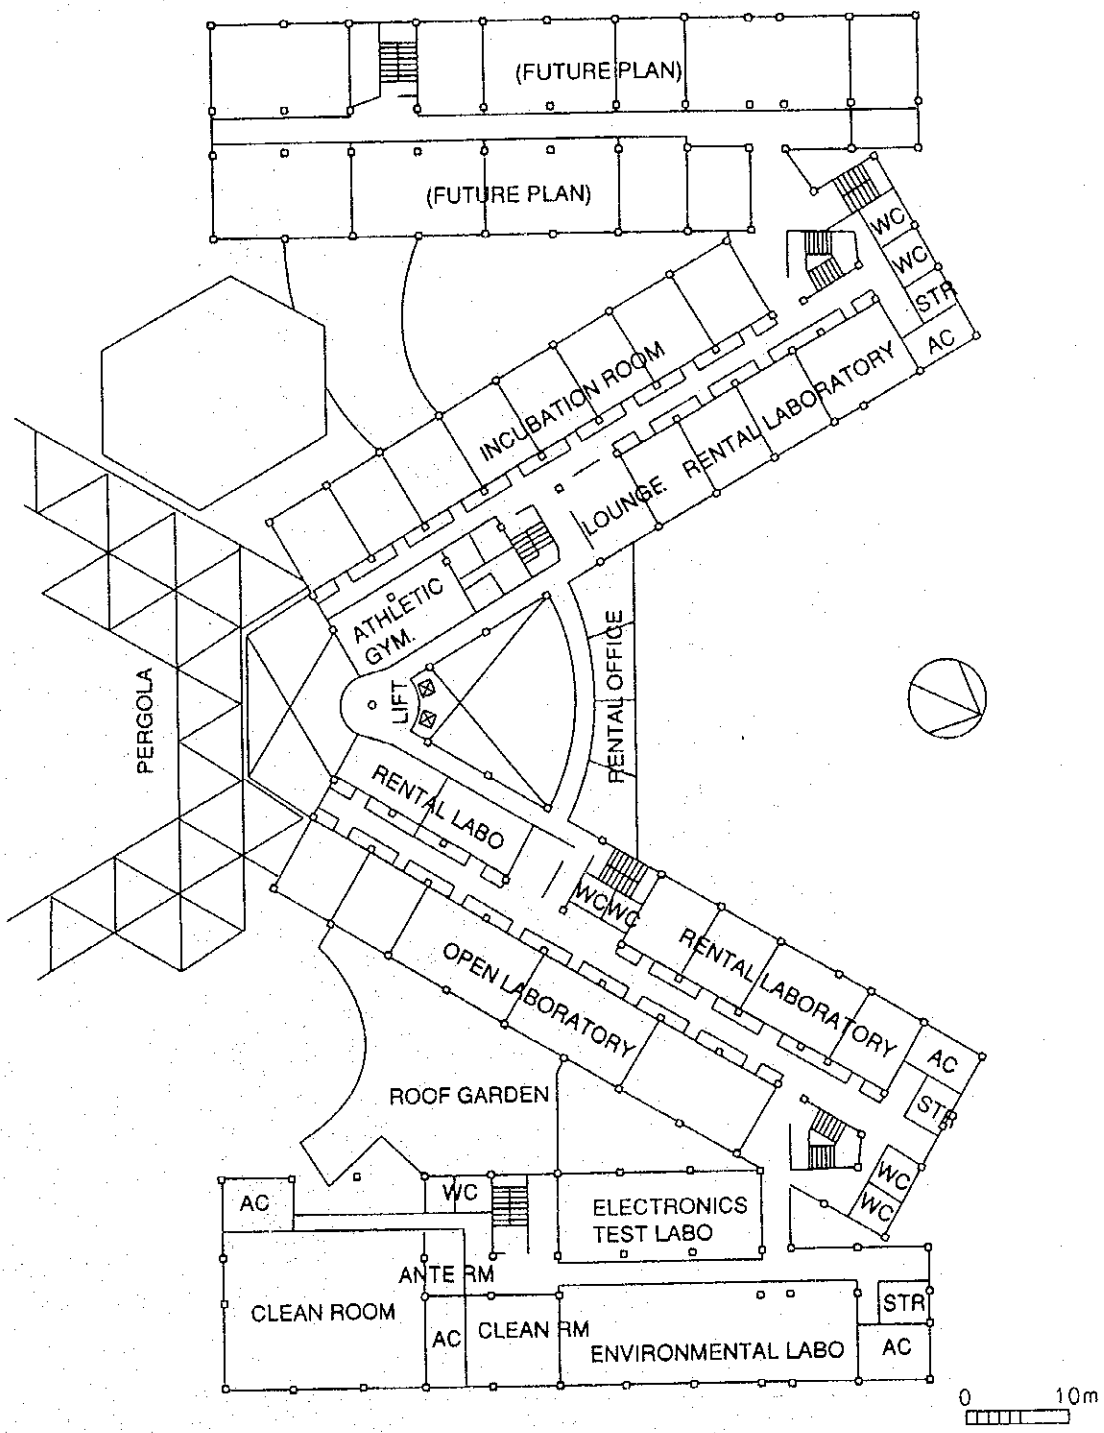 (FUTURE PLAN)
(FUTURE PLAN)
WC
WC
STR
AC
INCUBATION ROOM
RENTAL LABORATORY
LOUNGE.
ATHLETIC
GYM.
RENTAL OFFICE
LIFT
PERGOLA
RENTAL LABO
WC
WC
RENTAL LABORATORY
OPEN LABORATORY
AC
STR
ROOF GARDEN
WC
WC
AC
WC
ELECTRONICS
TEST LABO
ANTE RM
CLEAN ROOM
AC
CLEAN RM
ENVIRONMENTAL LABO
STR
AC
0 10m